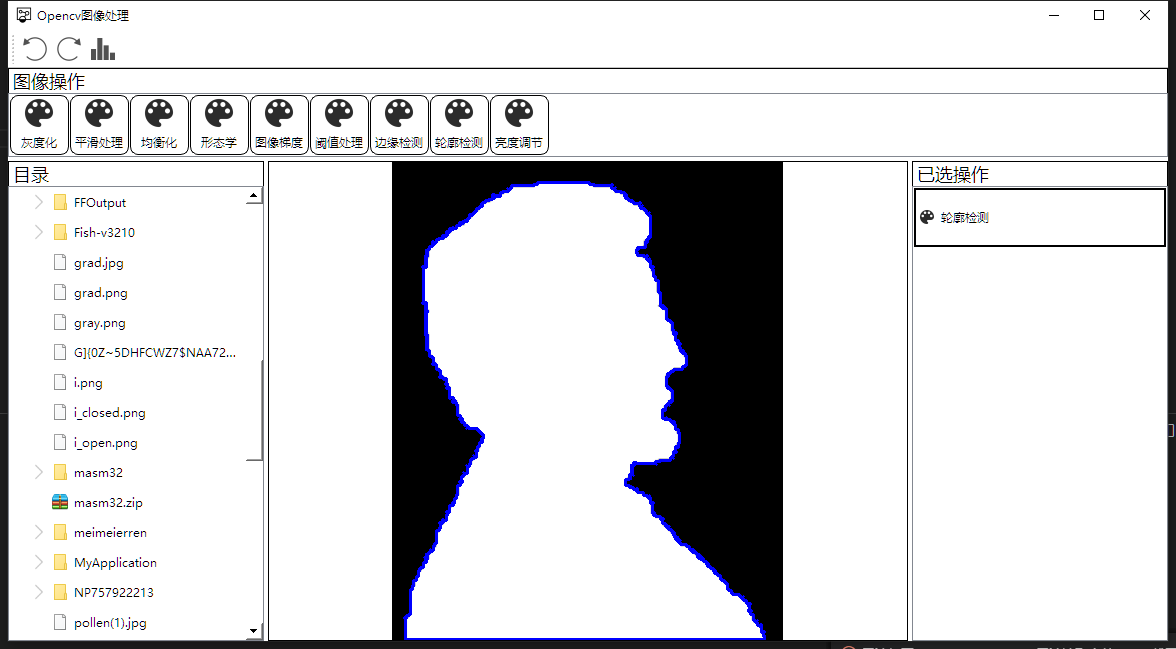 Opencv图像处理
图像操作
灰度化 平滑处理 均衡化 形态学 图像梯度 阈值处理 边缘检测 轮廓检测 亮度调节
目录
已选操作
FFOutput
轮廓检测
Fish-v3210
grad.jpg
grad.png
gray.png
G]{0Z~5DHFCWZ7$NAA72...
i.png
i_closed.png
i_open.png
masm32
masm32.zip
meimeierren
MyApplication
NP757922213
pollen(1).jpg